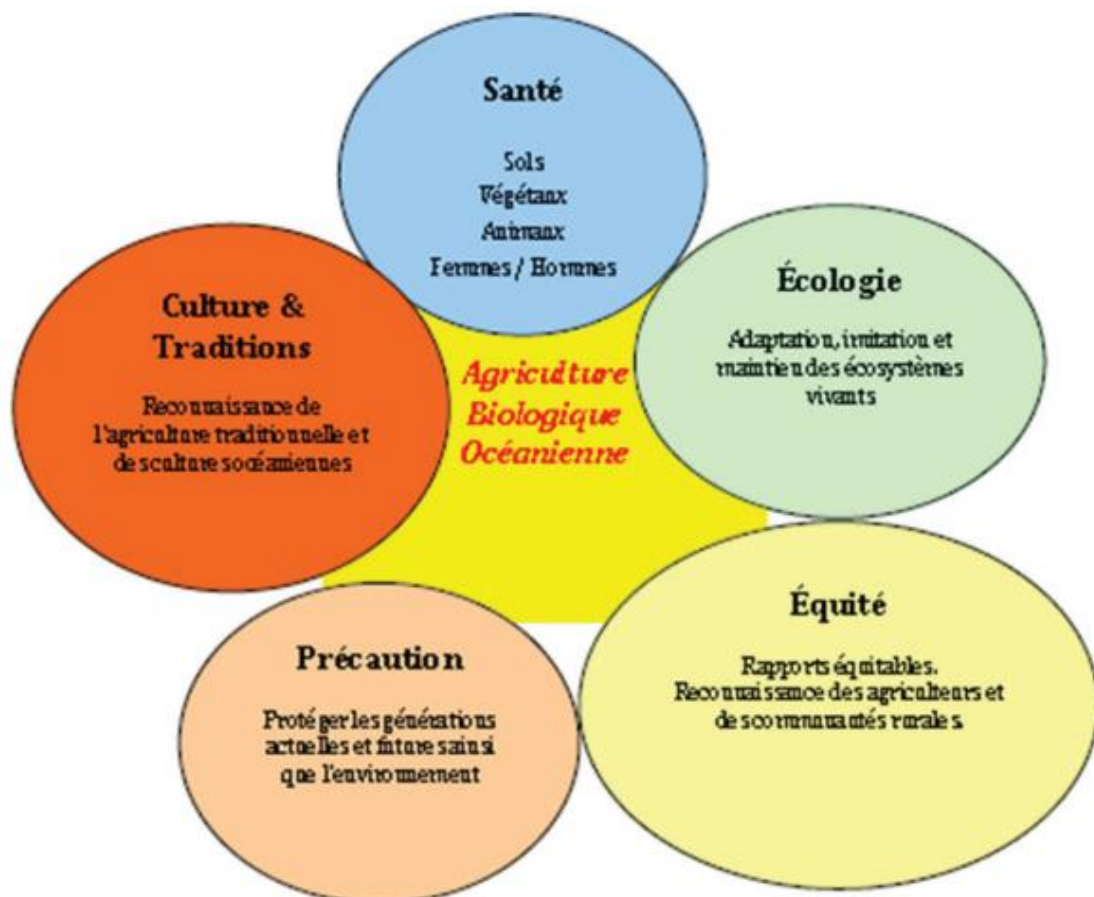 Santé
Sols
Végétaux
Animaux
Femmes / Hommes
Culture &
Traditions
Reconnaissance de
l'agriculture traditionnelle et
des culture s océaniennes
Agriculture
Biologique
Océanienne
Écologie
Adaptation, imitation et
maintien des écosystèmes
vivants
Équité
Rapports équitables.
Reconnaissance des agriculteurs et
des communautés rurales.
Précaution
Protéger les générations
actuelles et future s ainsi
que l'environnement